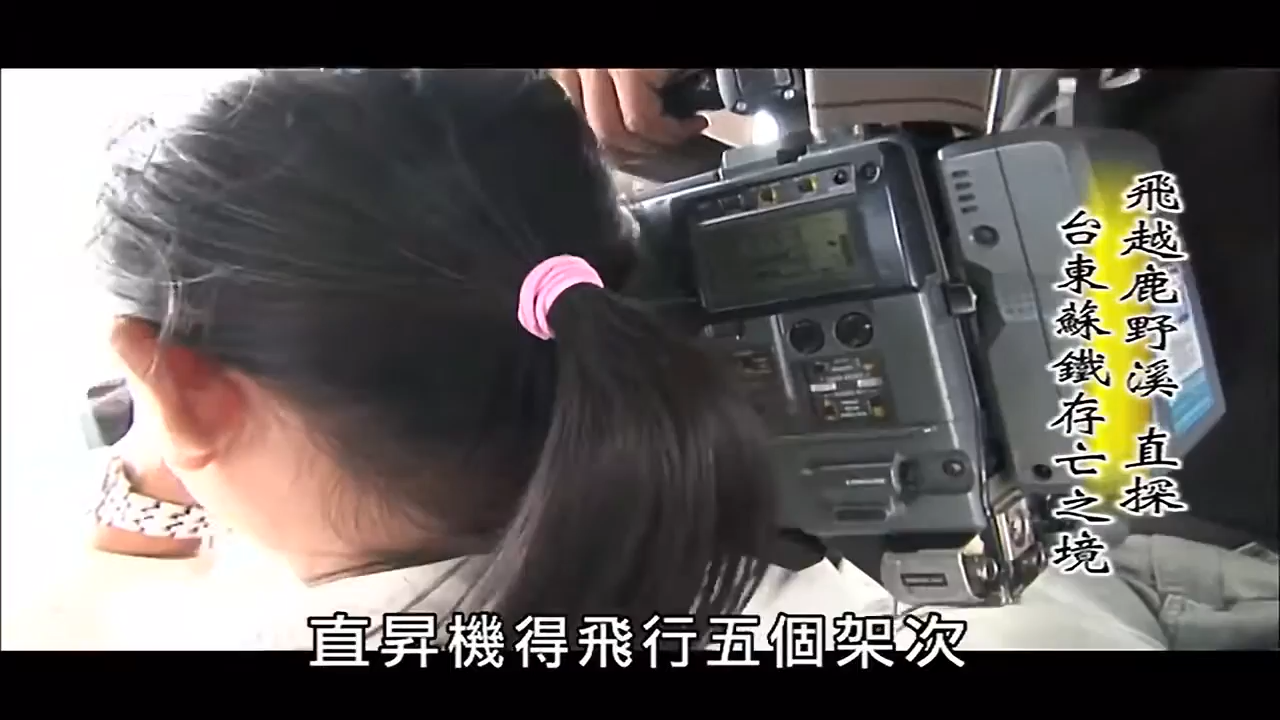 飛越鹿野溪 直探
台東蘇鐵存亡之境
直昇機得飛行五個架次